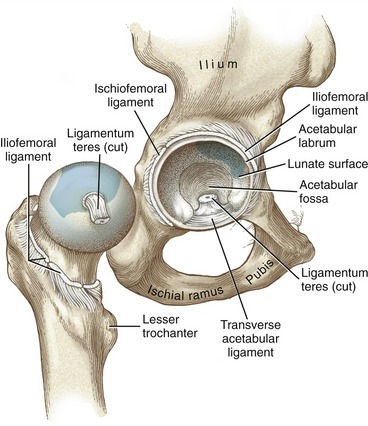 Ilium
Ischiofemoral
ligament
Iliofemoral
ligament
Ligamentum
teres (cut)
Iliofemoral
ligament
Acetabular
labrum
Lunate surface
Acetabular
fossa
Ligamentum
teres (cut)
Ischial ramus
Pubis
Lesser
trochanter
Transverse
acetabular
ligament